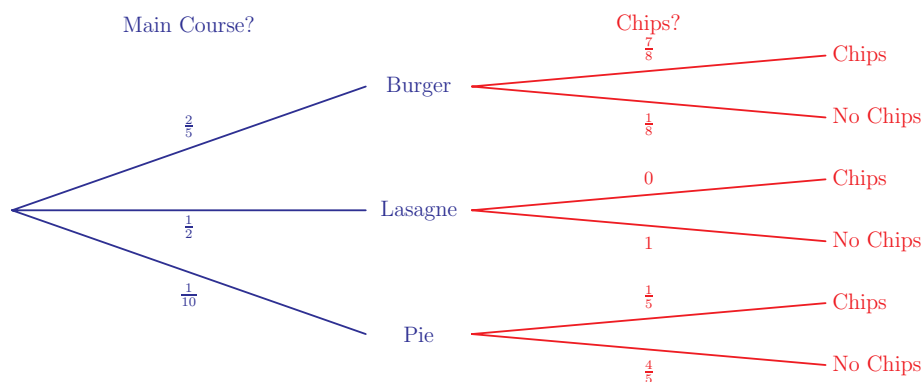 Main Course?
Chips?
2/5
Burger
7/8
Chips
1/8
No Chips
1/2
Lasagne
0
Chips
1
No Chips
1/10
Pie
1/5
Chips
4/5
No Chips